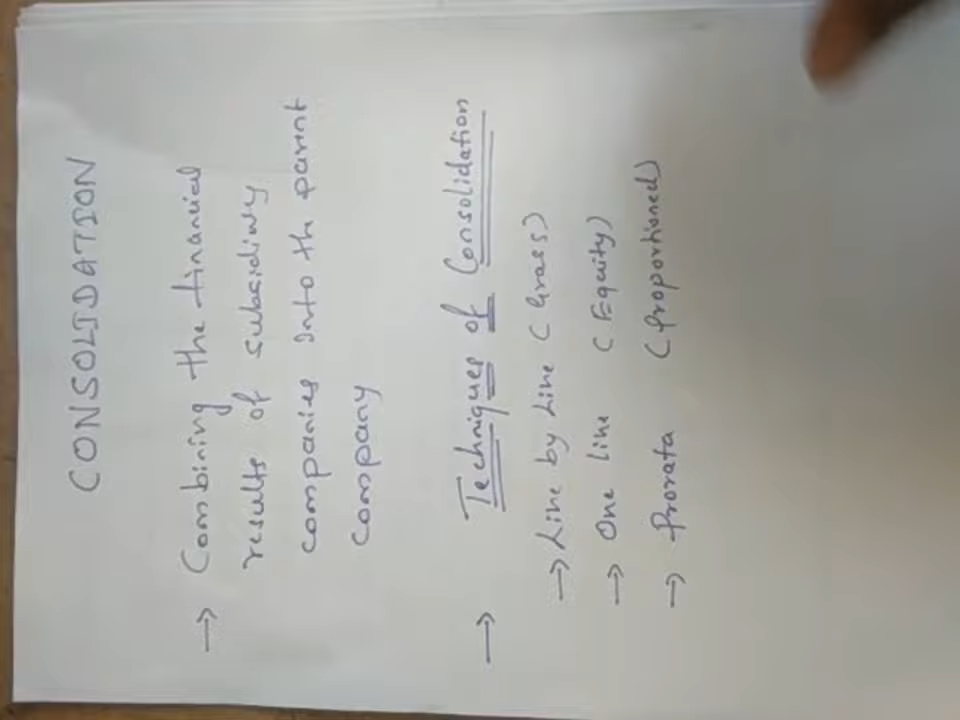 CONSOLIDATION
→ Combining the financial
results of subsidiary
companies into the parent
company
→ Techniques of Consolidation
→ Line by Line (Grass)
→ One line (Equity)
→ Prorata (Proportioned)